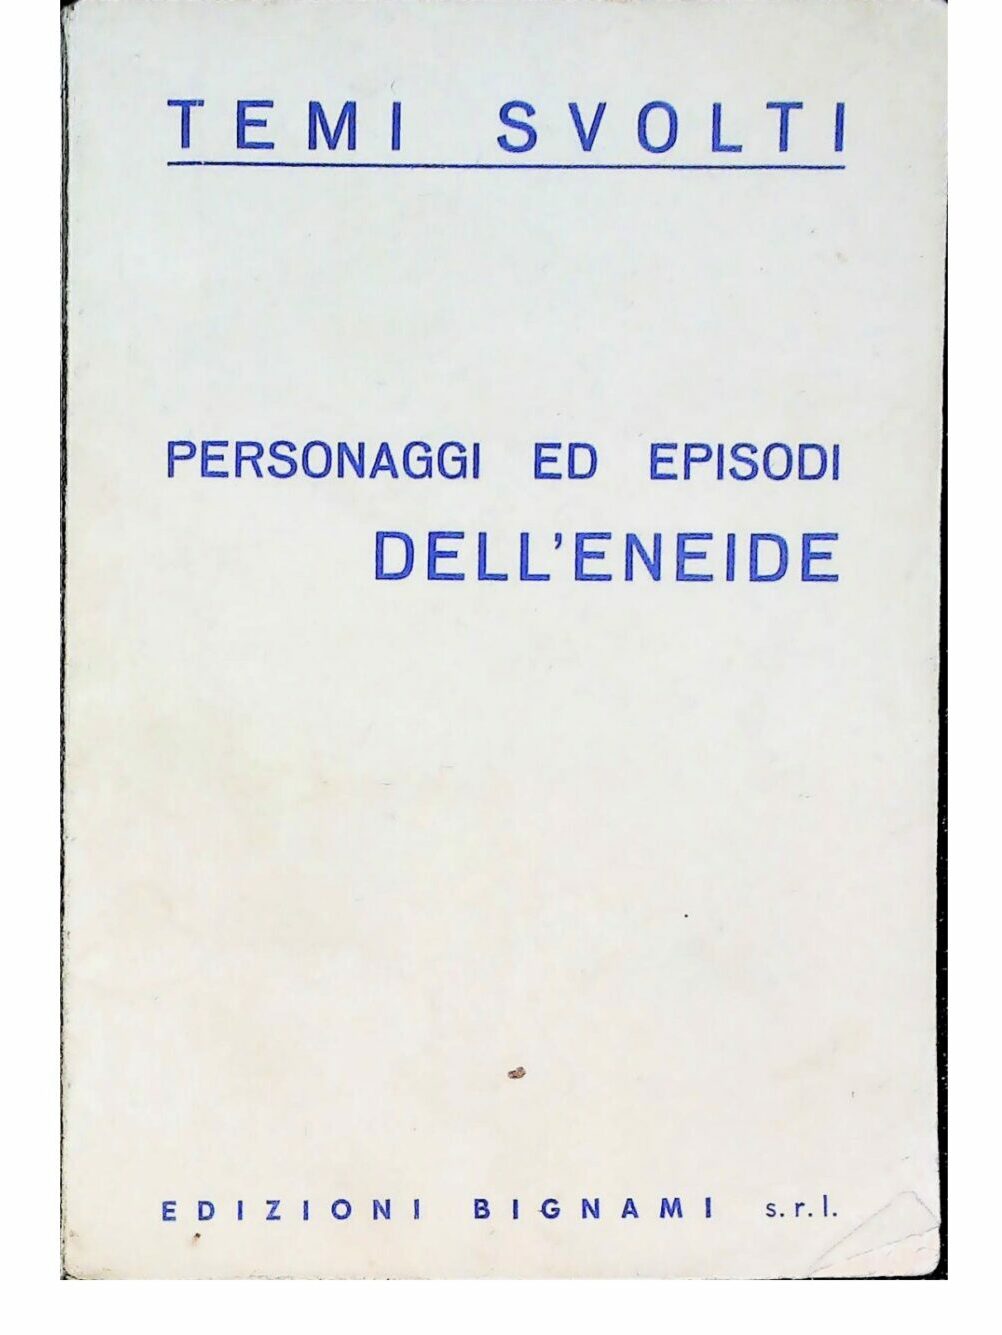 TEMI SVOLTI
PERSONAGGI ED EPISODI
DELL'ENEIDE
EDIZIONI BIGNAMI s.r.l.